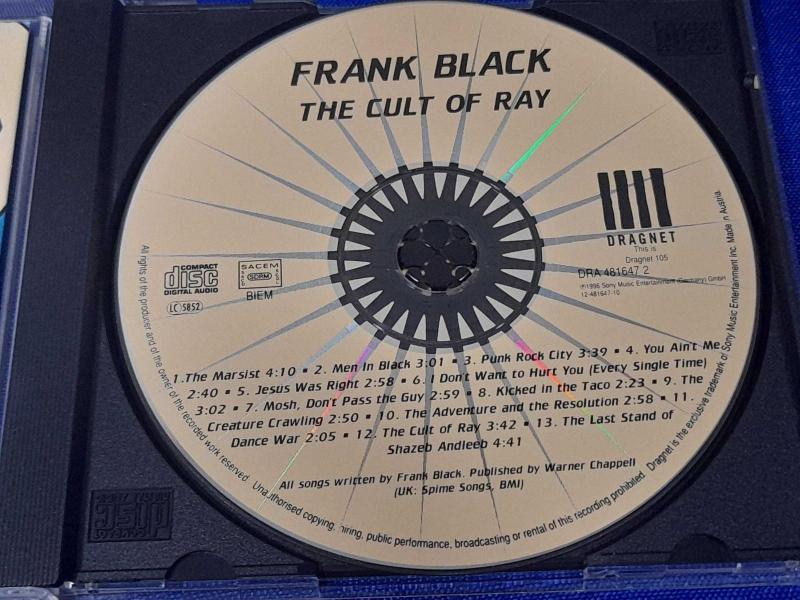 FRANK BLACK
THE CULT OF RAY
DRAGNET
This is
Dragnet 105
DRA 481647 2
℗1996 Sony Music Entertainment (Germany) GmbH
12-481647-10
COMPACT
disc
DIGITAL AUDIO
SACEM
SDRM
BIEM
LC 5852
1.The Marsist 4:10 ▪ 2. Men In Black 3:01 ▪ 3. Punk Rock City 3:39 ▪ 4. You Ain't Me
2:40 ▪ 5. Jesus Was Right 2:58 ▪ 6. I Don't Want to Hurt You (Every Single Time)
3:02 ▪ 7. Mosh, Don't Pass the Guy 2:59 ▪ 8. Kicked in the Taco 2:23 ▪ 9. The
Creature Crawling 2:50 ▪ 10. The Adventure and the Resolution 2:58 ▪ 11.
Dance War 2:05 ▪ 12. The Cult of Ray 3:42 ▪ 13. The Last Stand of
Shazeb Andleeb 4:41
All songs written by Frank Black. Published by Warner Chappell
(UK: Spime Songs, BMI)
All rights of the producer and of the owner of the recorded work reserved. Unauthorised copying, hiring, public performance, broadcasting or rental of this recording prohibited. Dragnet is the exclusive trademark of Sony Music Entertainment Inc. Made in Austria.